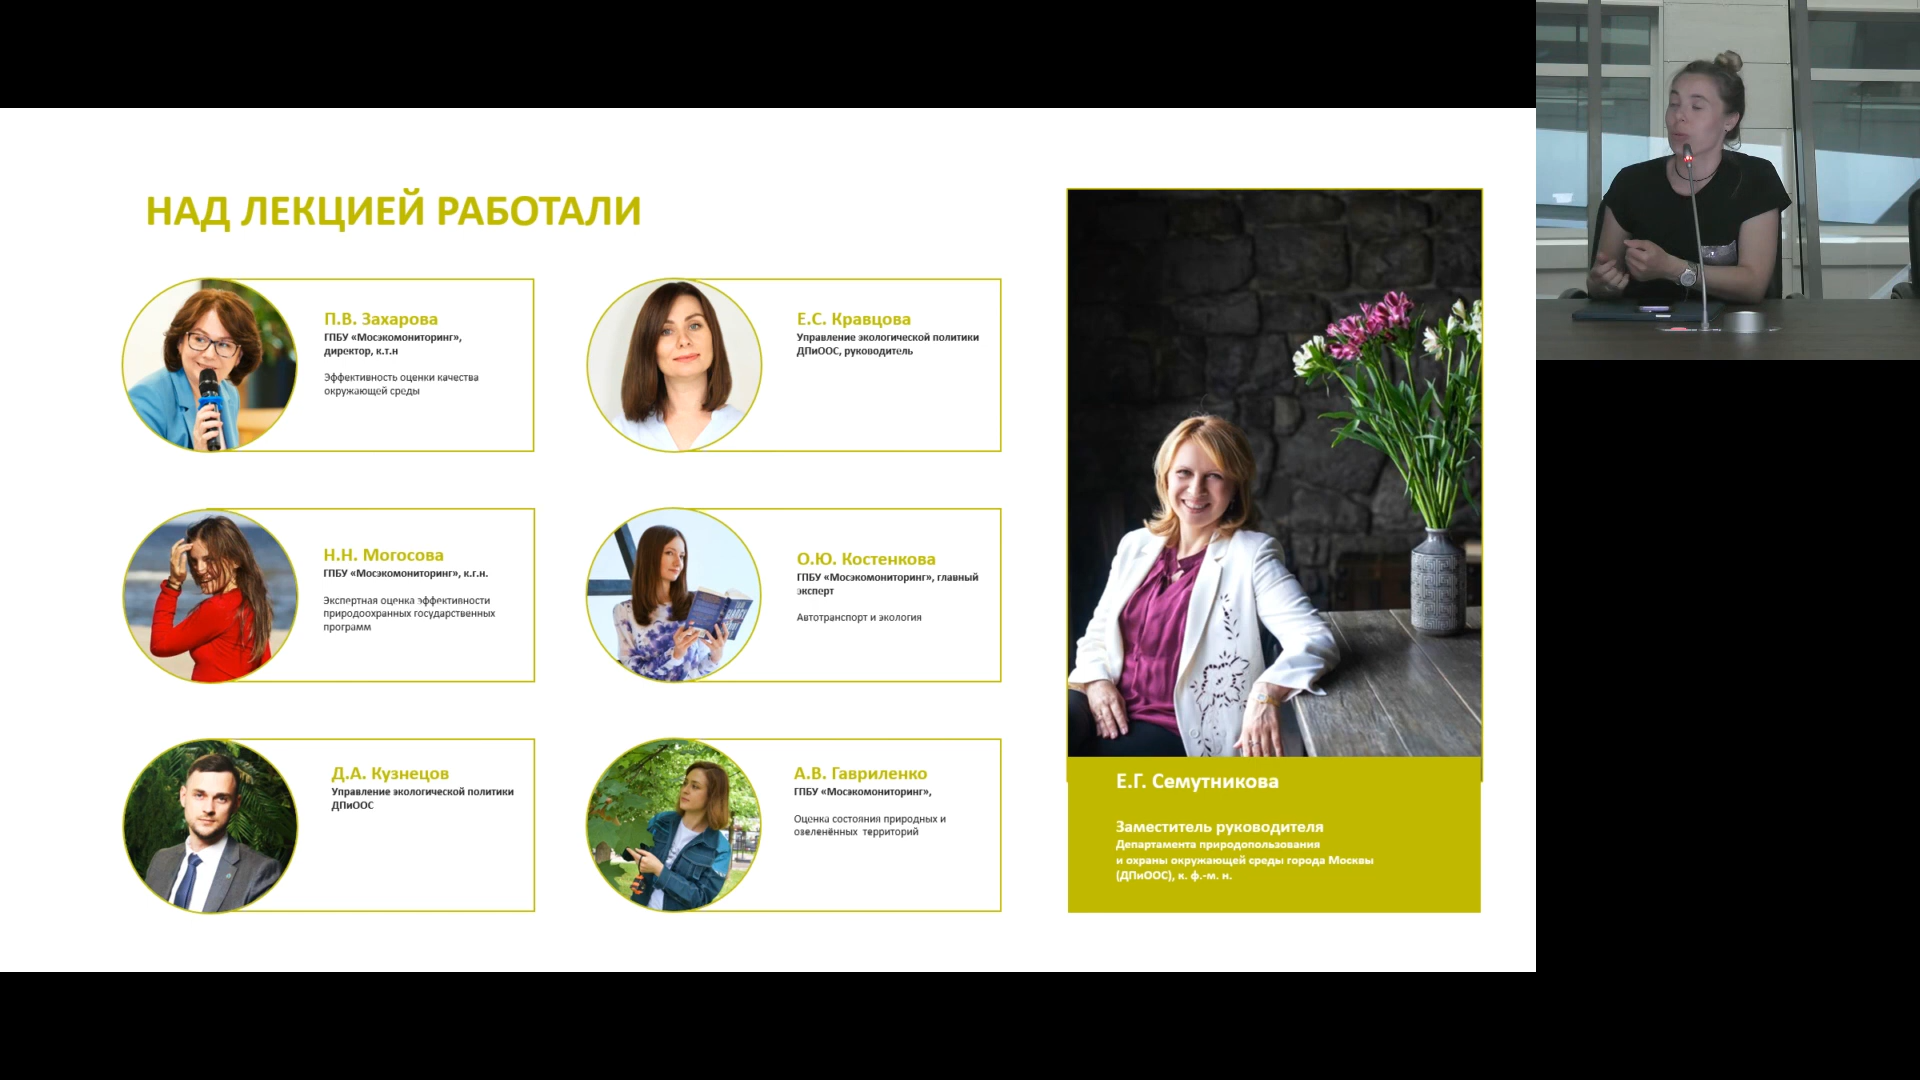 НАД ЛЕКЦИЕЙ РАБОТАЛИ
П.В. Захарова
ГПБУ «Мосэкомониторинг»,
директор, к.т.н
Эффективность оценки качества
окружающей среды
Е.С. Кравцова
Управление экологической политики
ДПиООС, руководитель
Н.Н. Могосова
ГПБУ «Мосэкомониторинг», к.г.н.
Экспертная оценка эффективности
природоохранных государственных
программ
О.Ю. Костенкова
ГПБУ «Мосэкомониторинг», главный
эксперт
Автотранспорт и экология
Д.А. Кузнецов
Управление экологической политики
ДПиООС
А.В. Гавриленко
ГПБУ «Мосэкомониторинг»,
Оценка состояния природных и
озеленённых территорий
Е.Г. Семутникова
Заместитель руководителя
Департамента природопользования
и охраны окружающей среды города Москвы
(ДПиООС), к. ф.-м. н.